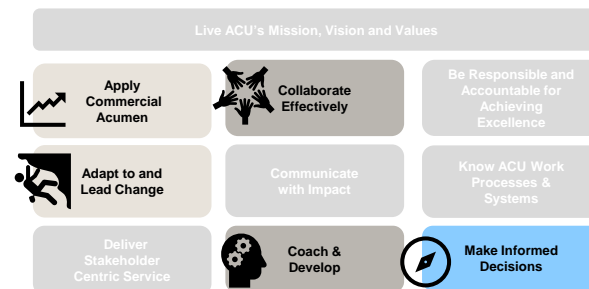 Live ACU's Mission, Vision and Values
Apply
Commercial
Acumen
Collaborate
Effectively
Be Responsible and
Accountable for
Achieving
Excellence
Adapt to and
Lead Change
Communicate
with Impact
Know ACU Work
Processes &
Systems
Deliver
Stakeholder
Centric Service
Coach &
Develop
Make Informed
Decisions